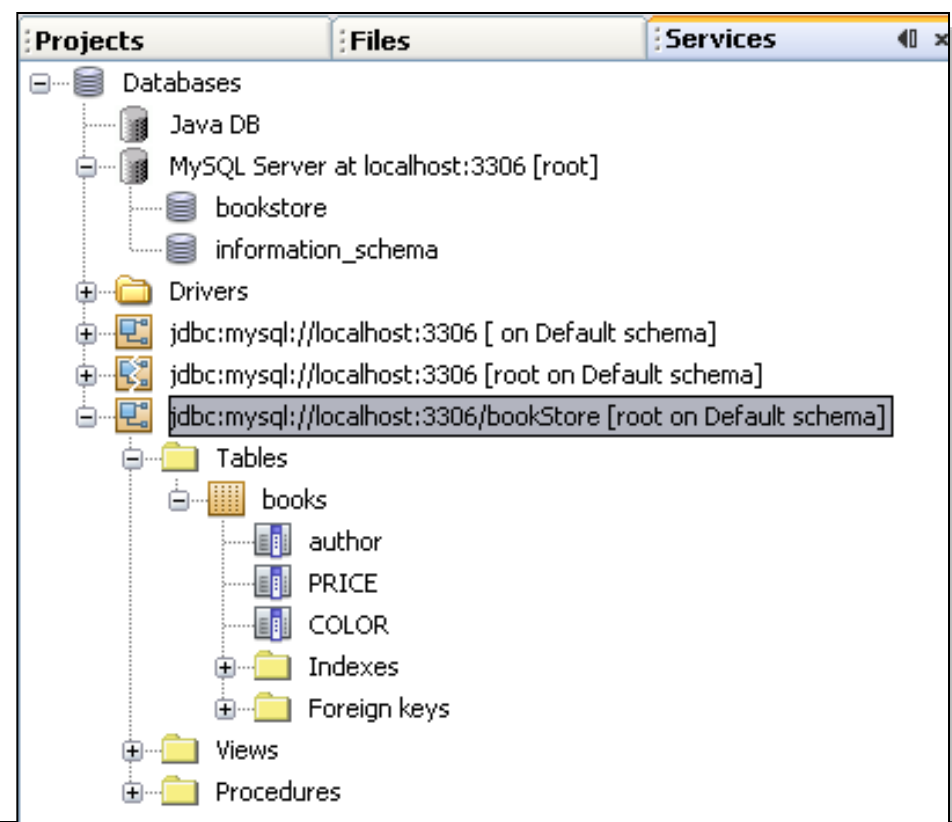 Projects Files Services
Databases
Java DB
MySQL Server at localhost:3306 [root]
bookstore
information_schema
Drivers
jdbc:mysql://localhost:3306 [ on Default schema]
jdbc:mysql://localhost:3306 [root on Default schema]
jdbc:mysql://localhost:3306/bookStore [root on Default schema]
Tables
books
author
PRICE
COLOR
Indexes
Foreign keys
Views
Procedures